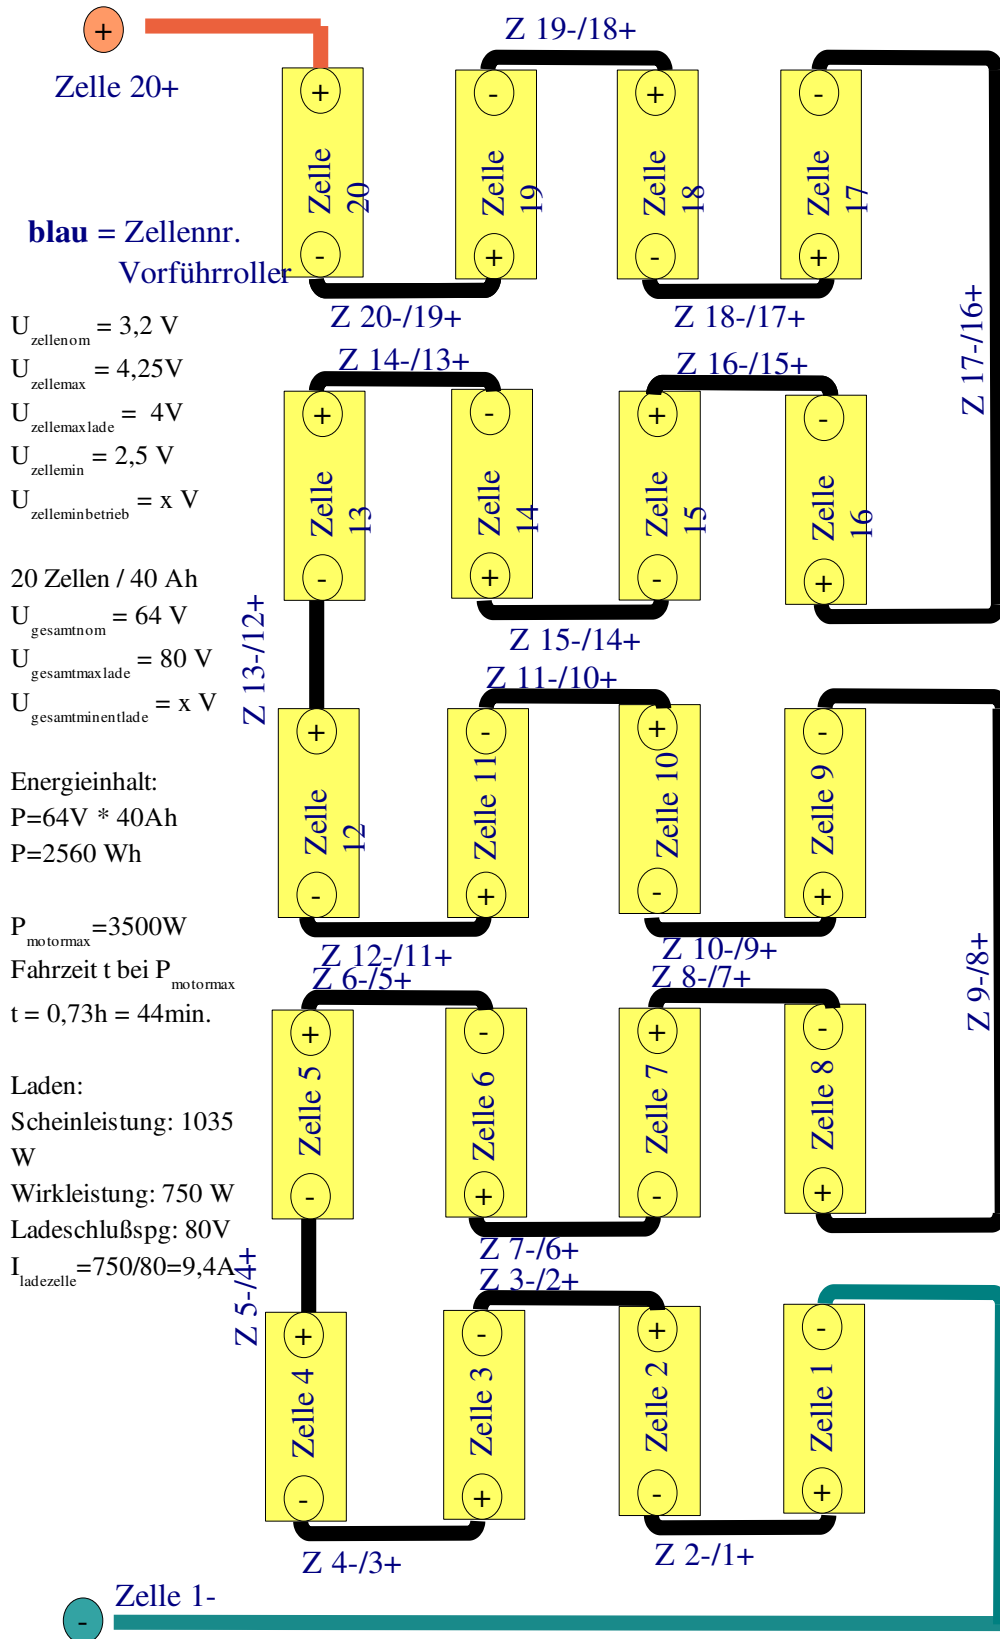 +
Zelle 20+
Z 19-/18+
+
Zelle
20
-
-
Zelle
19
+
+
Zelle
18
-
-
Zelle
17
+
blau = Zellennr.
Vorführroller
Z 20-/19+
Z 18-/17+
Z 17-/16+
U zellenom = 3,2 V
U zellemax = 4,25V
U zellemaxlade = 4V
U zellemin = 2,5 V
U zelleminbetrieb = x V
Z 14-/13+
Z 16-/15+
+
Zelle
13
-
-
Zelle
14
+
+
Zelle
15
-
-
Zelle
16
+
20 Zellen / 40 Ah
U gesamtnom = 64 V
U gesamtmaxlade = 80 V
U gesamtminentlade = x V
Z 13-/12+
Z 15-/14+
Z 11-/10+
+
Zelle
12
-
-
Zelle 11
+
+
Zelle 10
-
-
Zelle 9
+
Energieinhalt:
P=64V * 40Ah
P=2560 Wh
Z 12-/11+
Z 10-/9+
Z 9-/8+
P motormax =3500W
Fahrzeit t bei P motormax
t = 0,73h = 44min.
Z 6-/5+
Z 8-/7+
+
Zelle 5
-
-
Zelle 6
+
+
Zelle 7
-
-
Zelle 8
+
Laden:
Scheinleistung: 1035
W
Wirkleistung: 750 W
Ladeschlußspg: 80V
I ladezelle =750/80=9,4A
Z 5-/4+
Z 7-/6+
Z 3-/2+
+
Zelle 4
-
-
Zelle 3
+
+
Zelle 2
-
-
Zelle 1
+
Z 4-/3+
Z 2-/1+
Zelle 1-
-